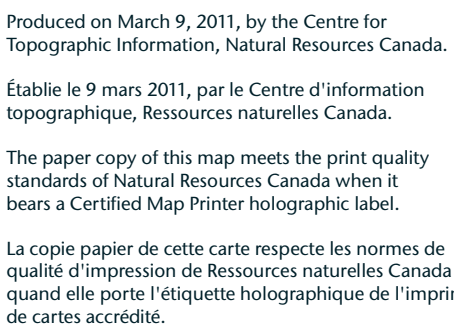 Produced on March 9, 2011, by the Centre for
Topographic Information, Natural Resources Canada.
Établie le 9 mars 2011, par le Centre d'information
topographique, Ressources naturelles Canada.
The paper copy of this map meets the print quality
standards of Natural Resources Canada when it
bears a Certified Map Printer holographic label.
La copie papier de cette carte respecte les normes de
qualité d'impression de Ressources naturelles Canada
quand elle porte l'étiquette holographique de
de cartes accrédité.